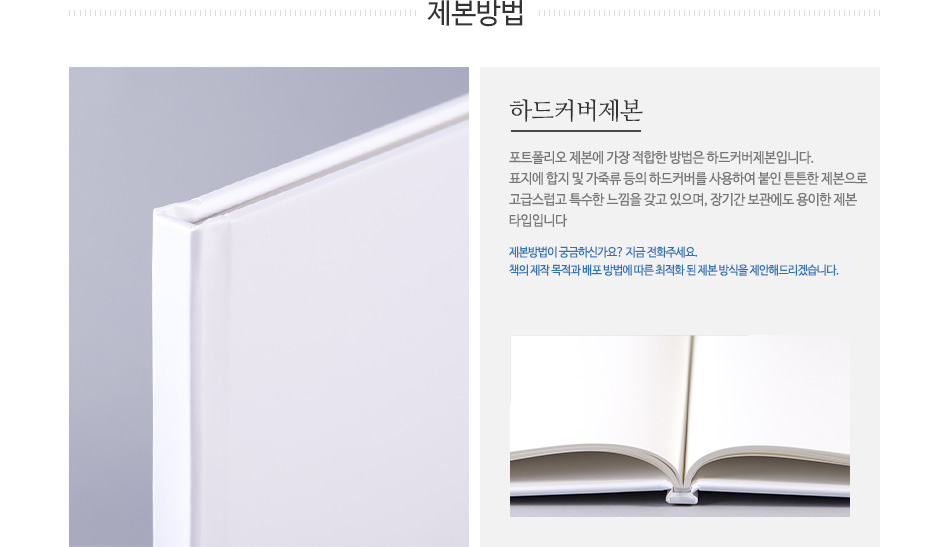 제본방법
하드커버제본
포트폴리오 제본에 가장 적합한 방법은 하드커버제본입니다.
표지에 합지 및 가죽류 등의 하드커버를 사용하여 붙인 튼튼한 제본으로
고급스럽고 특수한 느낌을 갖고 있으며, 장기간 보관에도 용이한 제본
타입입니다
제본방법이 궁금하신가요? 지금 전화주세요.
책의 제작 목적과 배포 방법에 따른 최적화 된 제본 방식을 제안해드리겠습니다.